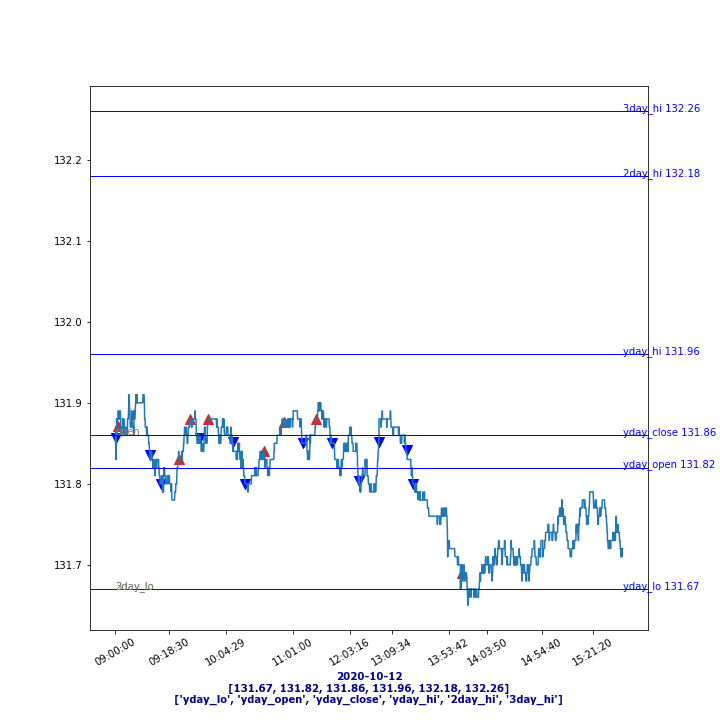 3day_hi 132.26
132.2
2day_hi 132.18
132.1
132.0
yday_hi 131.96
131.9
yday_close 131.86
yday_open 131.82
131.8
131.7
3day_lo
yday_lo 131.67
09:00:00 09:18:30 10:04:29 11:01:00 12:03:16 13:09:34 13:53:42 14:03:50 14:54:40 15:21:20
2020-10-12
[131.67, 131.82, 131.86, 131.96, 132.18, 132.26]
['yday_lo', 'yday_open', 'yday_close', 'yday_hi', '2day_hi', '3day_hi']